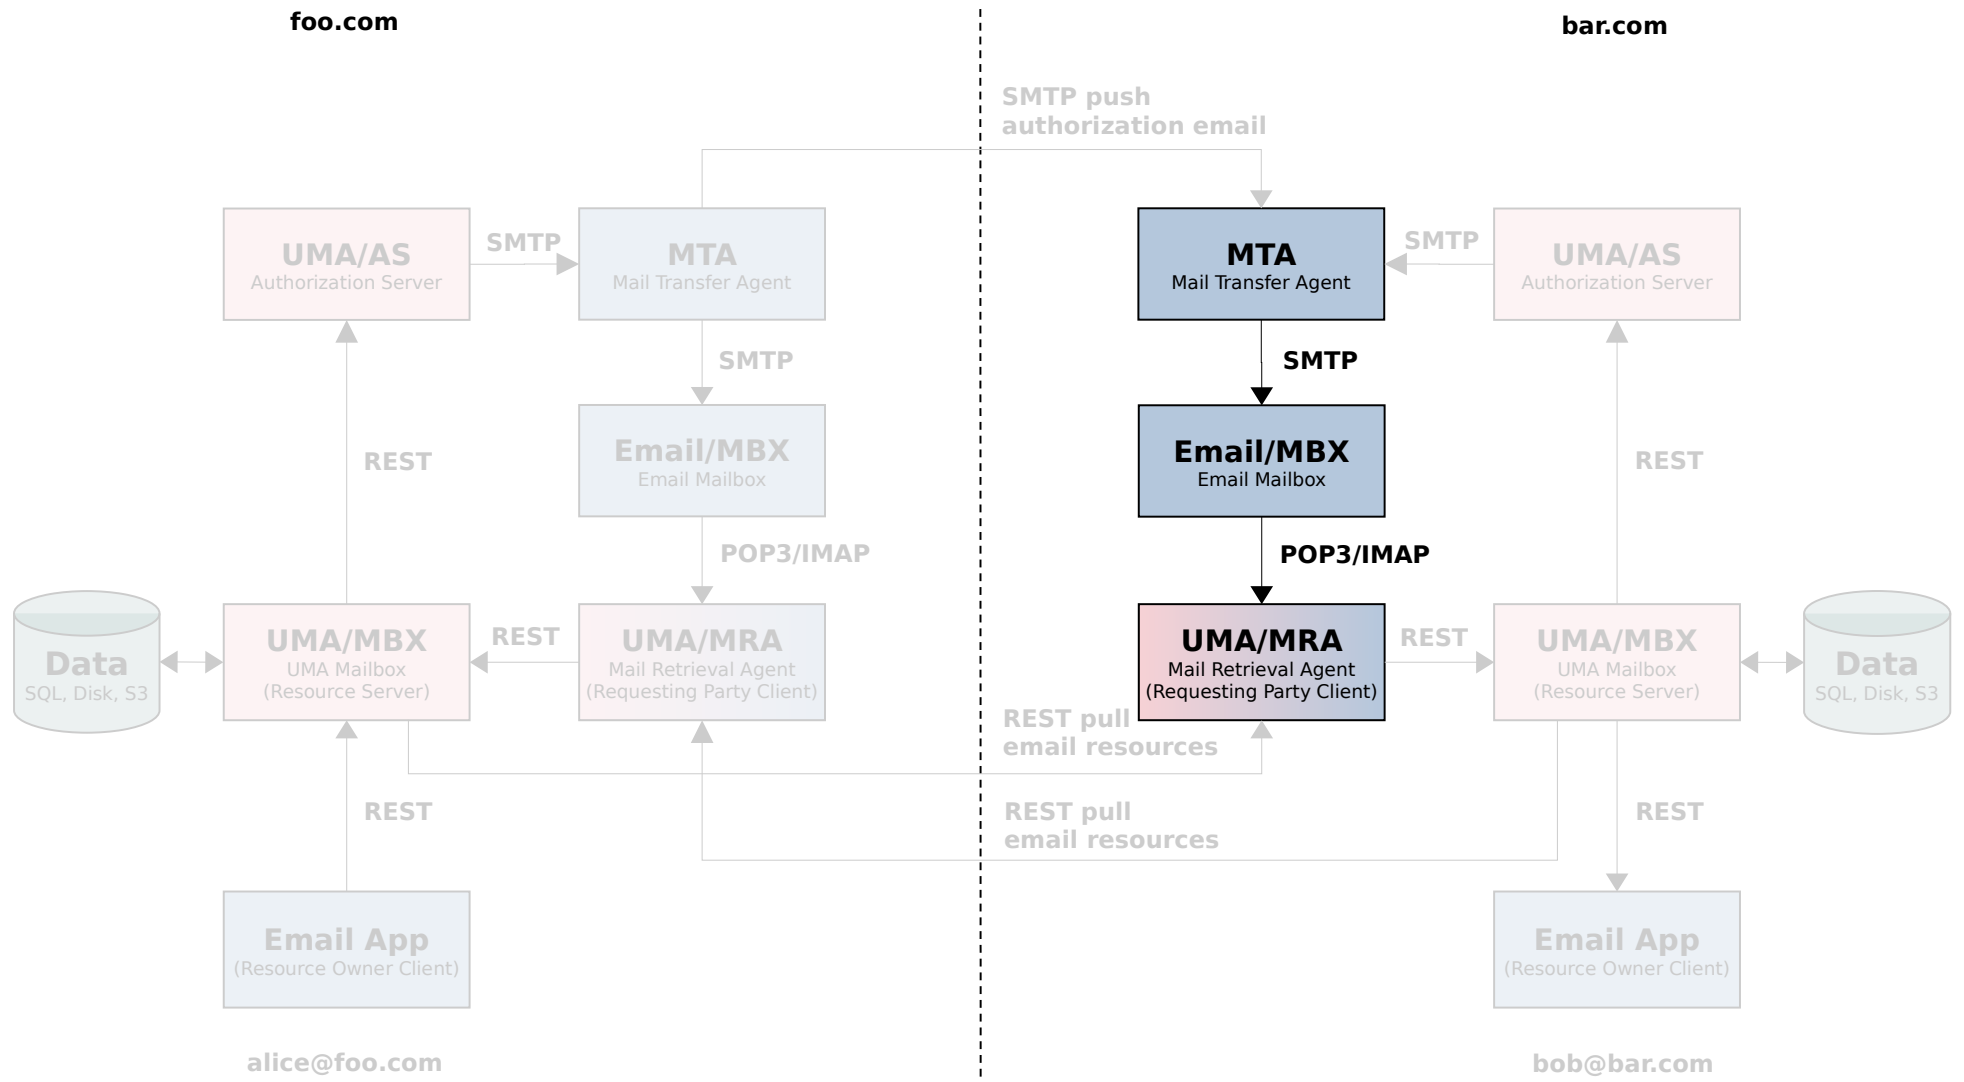 foo.com
bar.com
SMTP push
authorization email
UMA/AS
Authorization Server
SMTP
MTA
Mail Transfer Agent
MTA
Mail Transfer Agent
SMTP
UMA/AS
Authorization Server
SMTP
SMTP
REST
Email/MBX
Email Mailbox
Email/MBX
Email Mailbox
REST
POP3/IMAP
POP3/IMAP
Data
SQL, Disk, S3
UMA/MBX
UMA Mailbox
(Resource Server)
REST
UMA/MRA
Mail Retrieval Agent
(Requesting Party Client)
UMA/MRA
Mail Retrieval Agent
(Requesting Party Client)
REST
UMA/MBX
UMA Mailbox
(Resource Server)
Data
SQL, Disk, S3
REST pull
email resources
REST
REST pull
email resources
REST
Email App
(Resource Owner Client)
Email App
(Resource Owner Client)
alice@foo.com
bob@bar.com